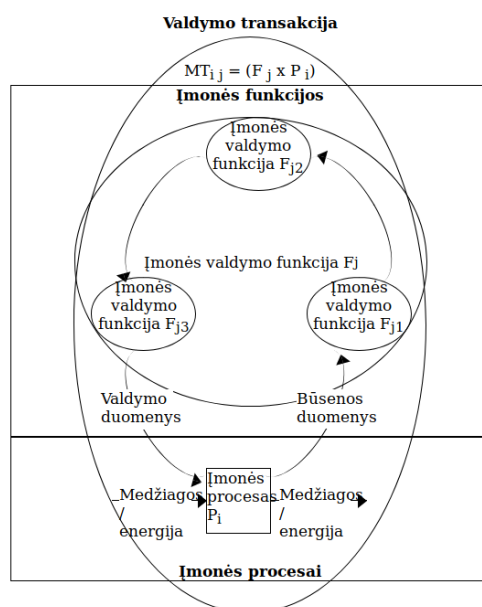 Valdymo transakcija
MTi j = (F j x P i)
Įmonės funkcijos
Įmonės
valdymo
funkcija Fj2
Įmonės valdymo funkcija Fj
Įmonės
valdymo
funkcija Fj3
Įmonės
valdymo
funkcija Fj1
Valdymo
duomenys
Būsenos
duomenys
Medžiagos
/
energija
Įmonės
procesas
Pi
Medžiagos
/
energija
Įmonės procesai